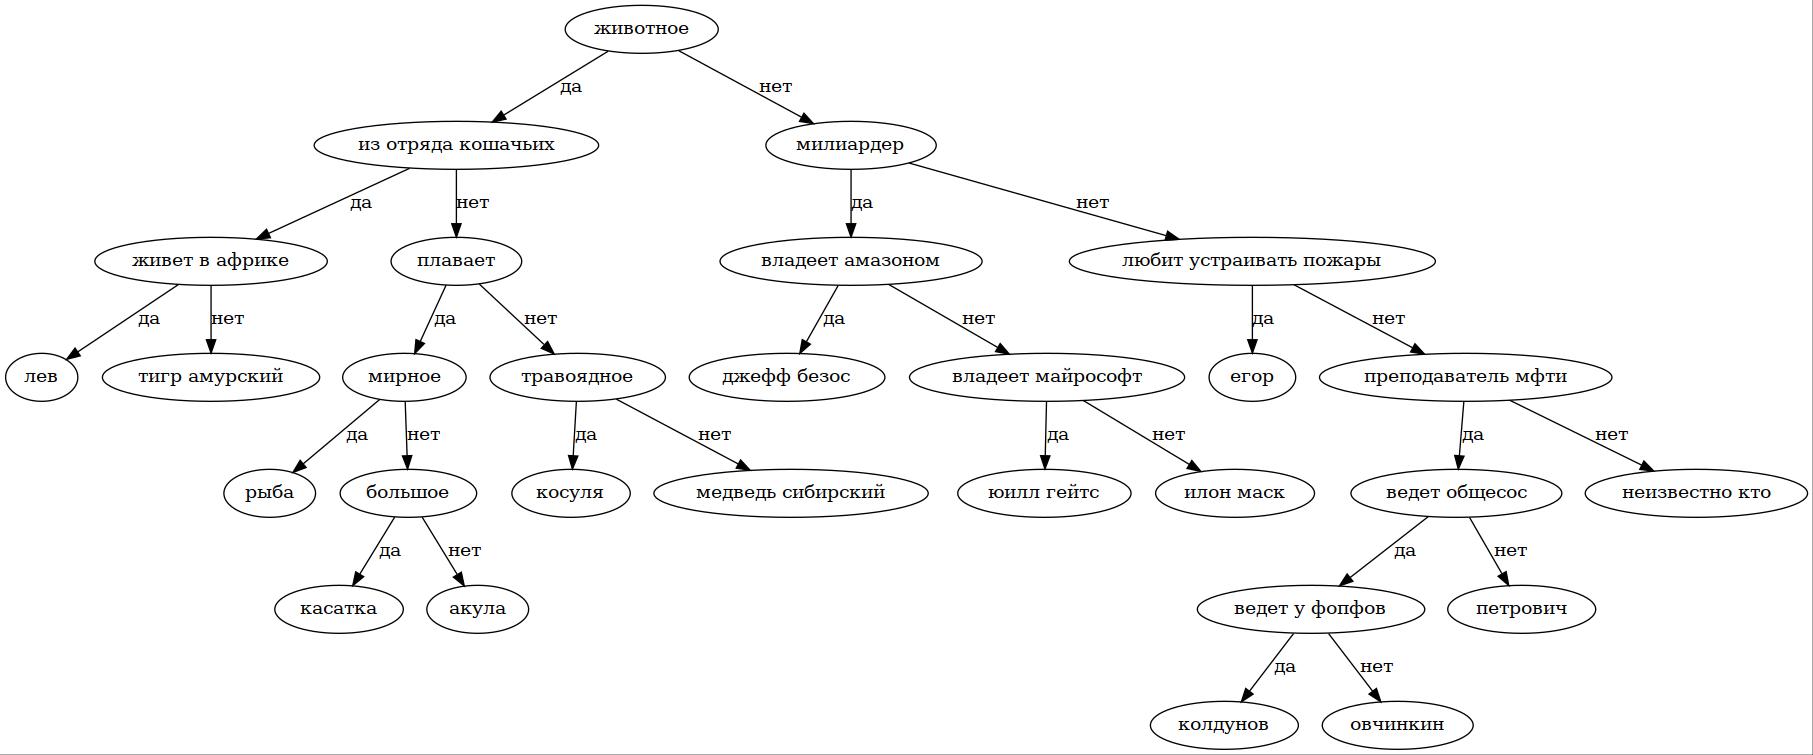 животное
да
нет
из отряда кошачьих
милиардер
да
нет
да
нет
живет в африке
плавает
владеет амазоном
любит устраивать пожары
да
нет
да
нет
да
нет
да
нет
лев
тигр амурский
мирное
травоядное
джефф безос
владеет майрософт
егор
преподаватель мфти
да
нет
да
нет
да
нет
да
нет
рыба
большое
косуля
медведь сибирский
юилл гейтс
илон маск
ведет общесос
неизвестно кто
да
нет
да
нет
касатка
акула
ведет у фопфов
петрович
да
нет
колдунов
овчинкин